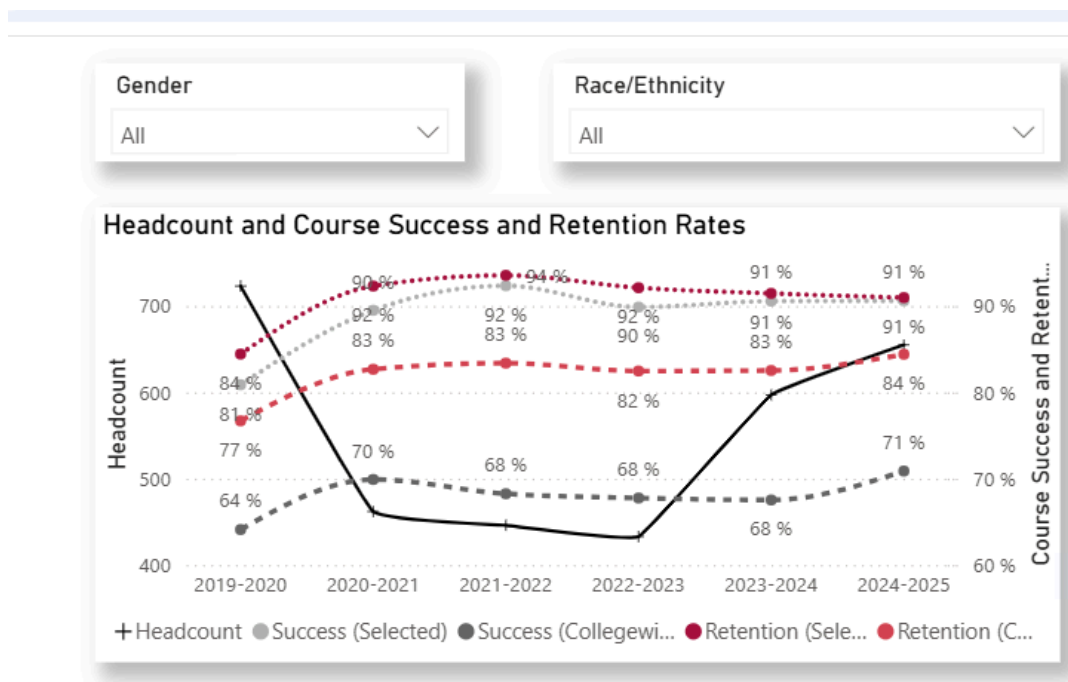 Gender Race/Ethnicity
All All
Headcount and Course Success and Retention Rates
Headcount
Course Success and Retent...
700
600
500
400
90 %
80 %
70 %
60 %
84 % 90 % 94 % 92 % 91 % 91 %
81 % 92 % 92 % 90 % 91 % 91 %
77 % 83 % 83 % 82 % 83 % 84 %
64 % 70 % 68 % 68 % 68 % 71 %
2019-2020 2020-2021 2021-2022 2022-2023 2023-2024 2024-2025
Headcount Success (Selected) Success (Collegewi... Retention (Sele... Retention (C...